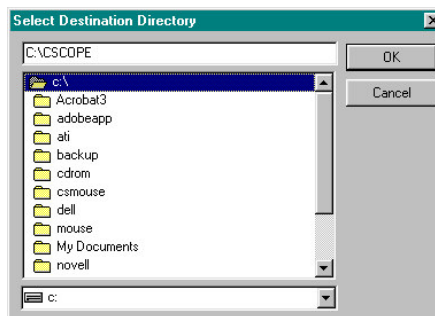 Select Destination Directory
C:\CSCOPE
OK
c:\
Cancel
Acrobat3
adobeapp
ati
backup
cdrom
csmouse
dell
mouse
My Documents
novell
c: